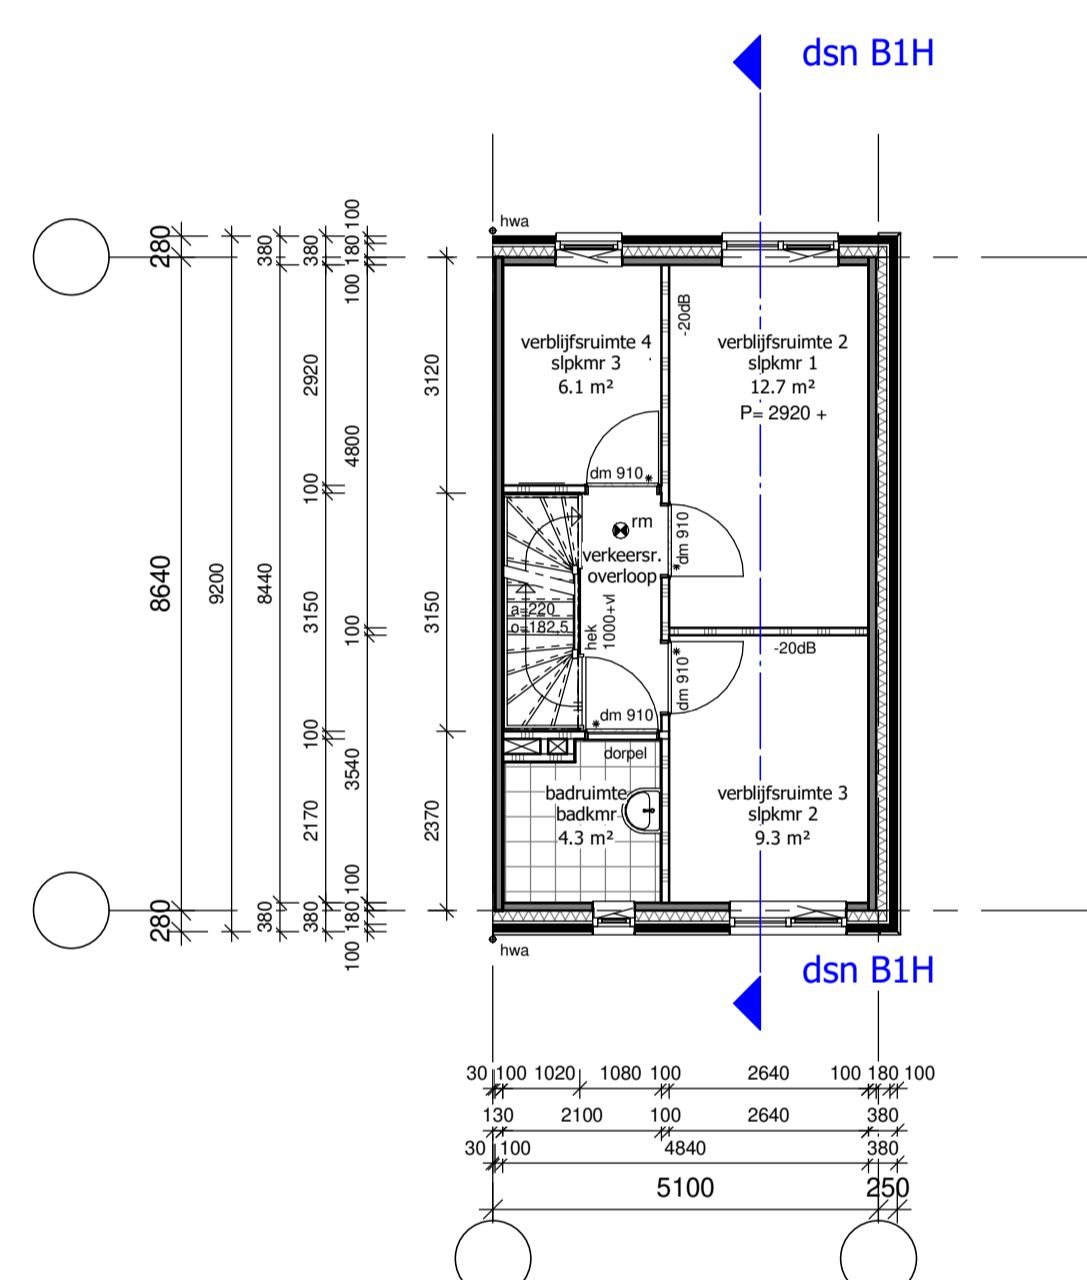 dsn B1H
hwa
280
9200
380
8440
380
100
180
100
2920
4800
100
3120
verblijfsruimte 4
slpkmr 3
6.1 m²
-20dB
verblijfsruimte 2
slpkmr 1
12.7 m²
P= 2920 +
dm 910 *
rm
verkeersr.
overloop
* dm 910
8640
3150
100
3150
a=220
o=182,5
hek
1000+vl
-20dB
dm 910 *
* dm 910
dorpel
100
3540
2170
2370
badruimte
badkmr
4.3 m²
verblijfsruimte 3
slpkmr 2
9.3 m²
280
380
380
100
180
100
hwa
dsn B1H
30 100 1020 1080 100 2640 100 180 100
130 2100 100 2640 380
30 100 4840 380
5100 250